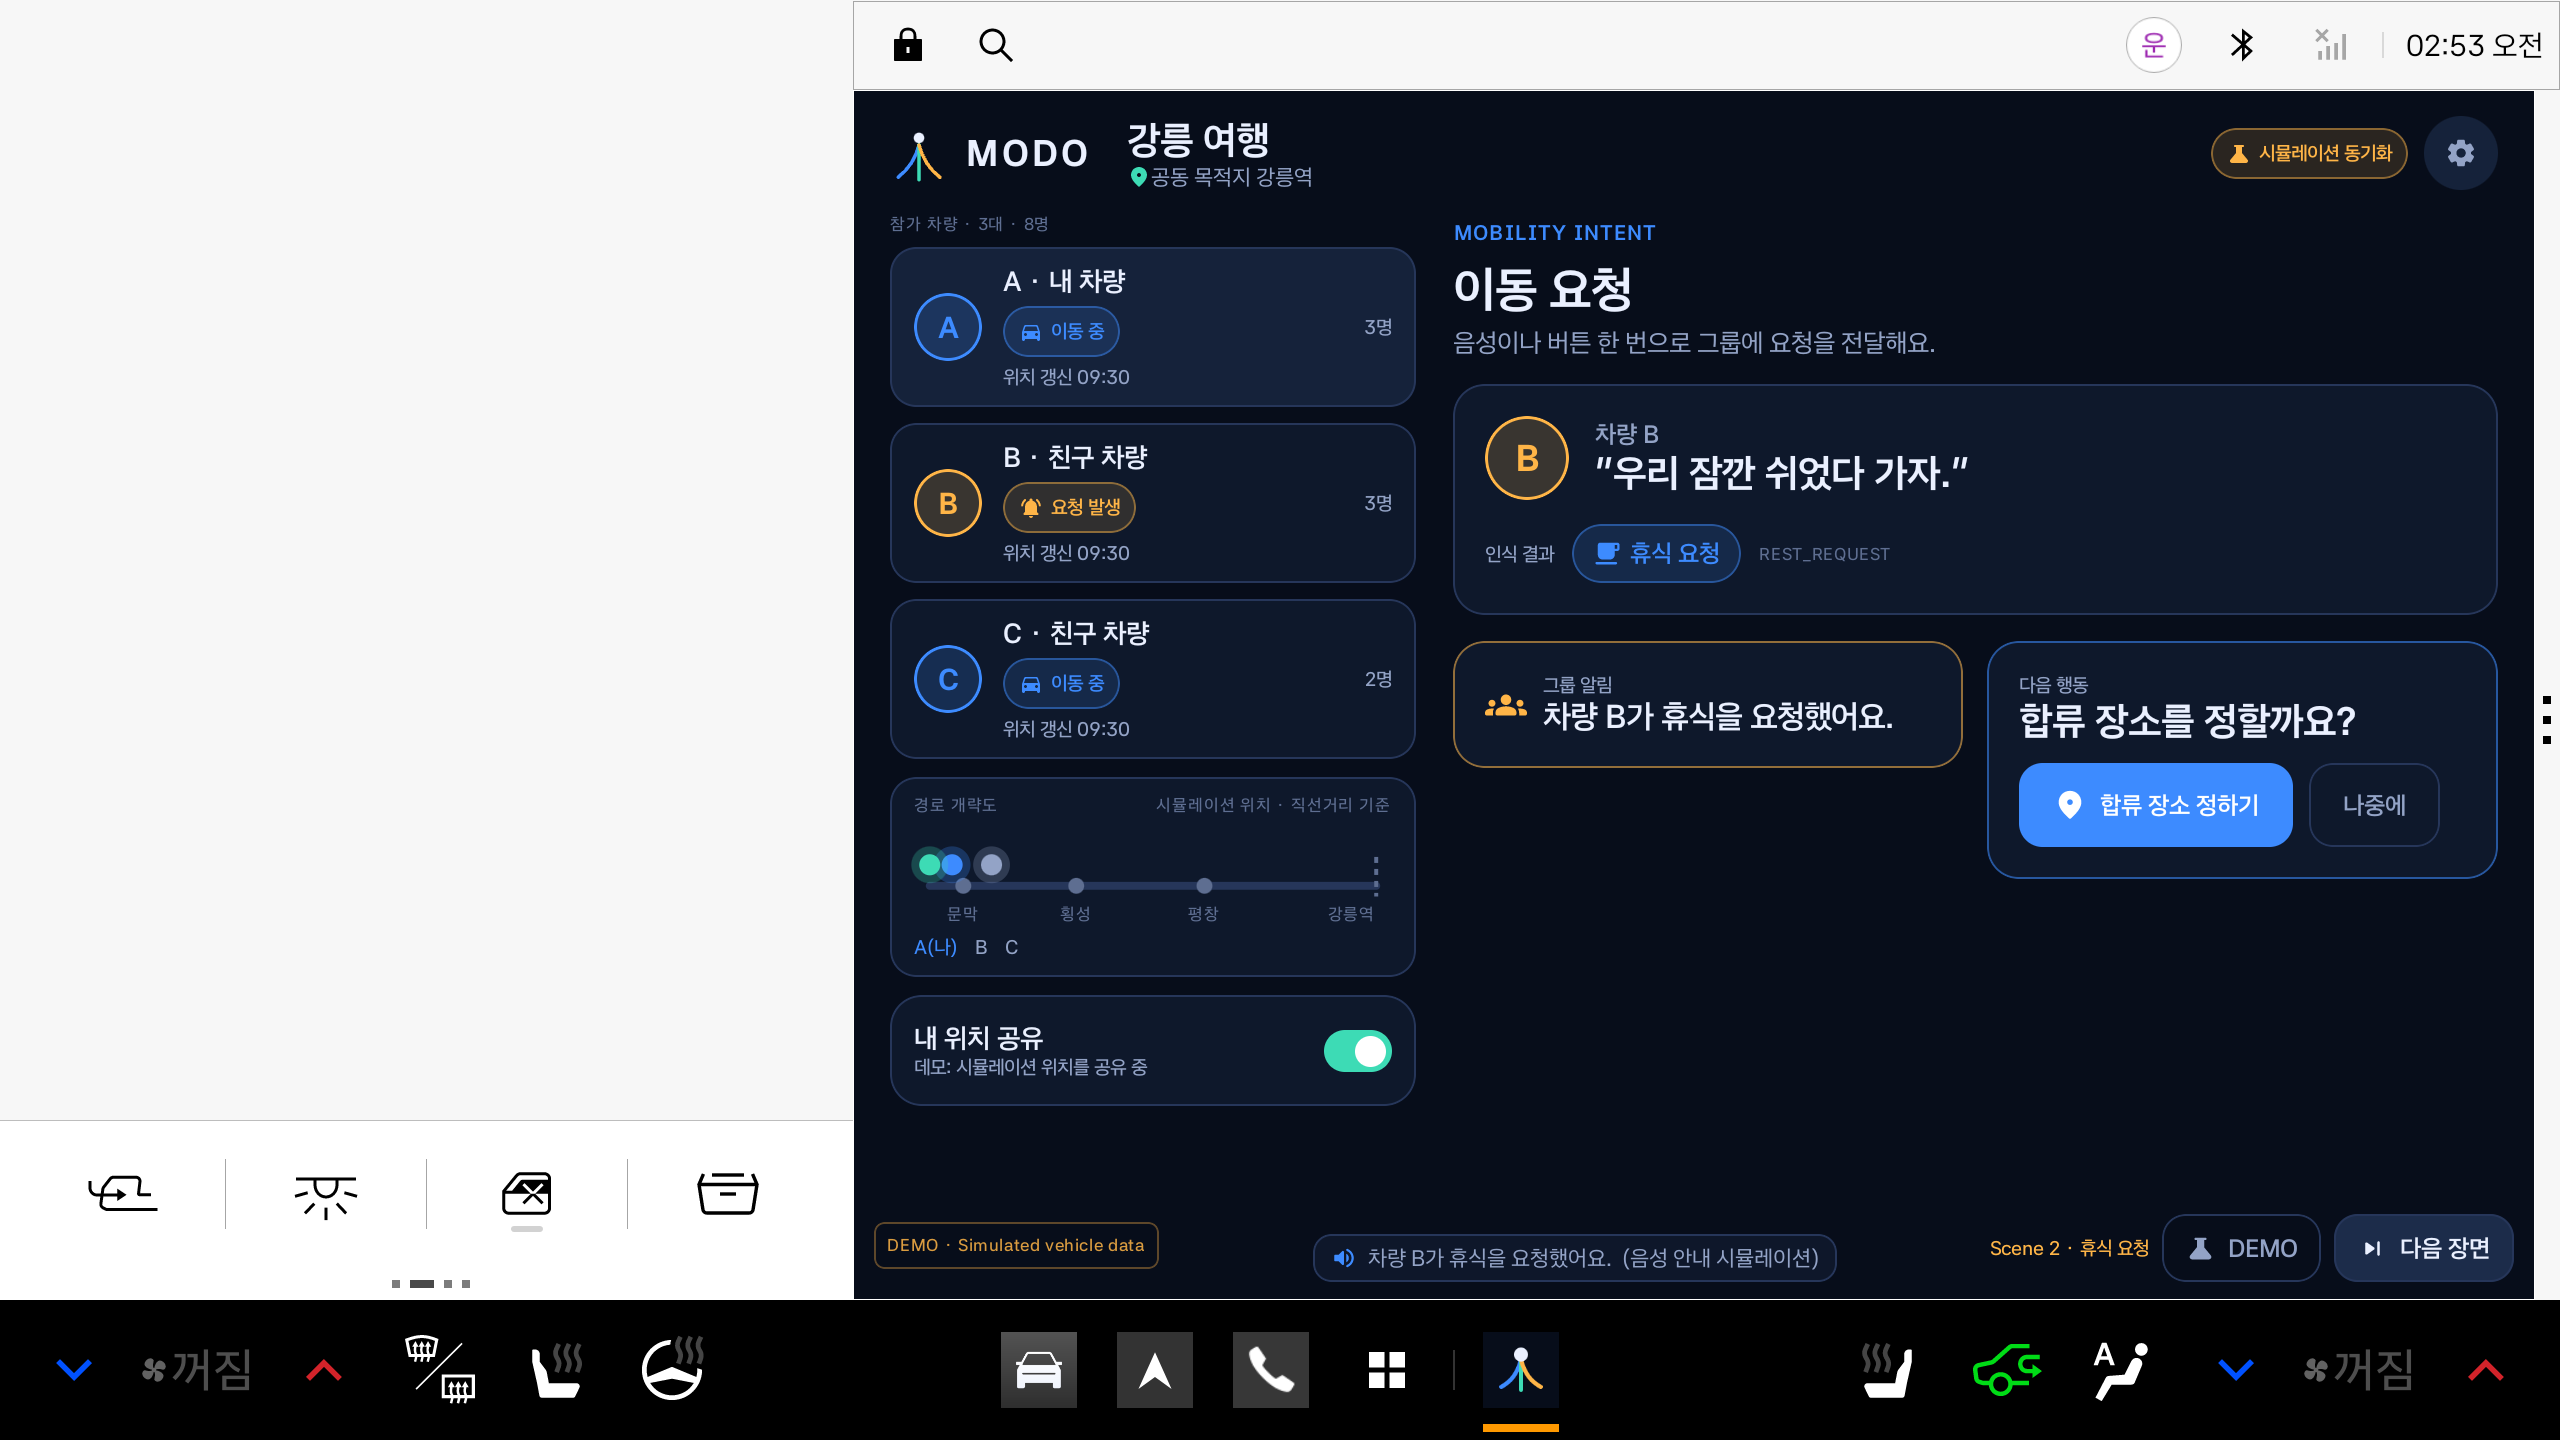 운
02:53 오전
MODO
강릉 여행
공동 목적지 강릉역
시뮬레이션 동기화
참가 차량 · 3대 · 8명
A
A · 내 차량
이동 중
위치 갱신 09:30
3명
B
B · 친구 차량
요청 발생
위치 갱신 09:30
3명
C
C · 친구 차량
이동 중
위치 갱신 09:30
2명
경로 개략도
시뮬레이션 위치 · 직선거리 기준
문막
횡성
평창
강릉역
A(나) B C
내 위치 공유
데모: 시뮬레이션 위치를 공유 중
MOBILITY INTENT
이동 요청
음성이나 버튼 한 번으로 그룹에 요청을 전달해요.
B
차량 B
"우리 잠깐 쉬었다 가자."
인식 결과
휴식 요청
REST_REQUEST
그룹 알림
차량 B가 휴식을 요청했어요.
다음 행동
합류 장소를 정할까요?
합류 장소 정하기
나중에
DEMO · Simulated vehicle data
차량 B가 휴식을 요청했어요. (음성 안내 시뮬레이션)
Scene 2 · 휴식 요청
DEMO
다음 장면
꺼짐
A
꺼짐